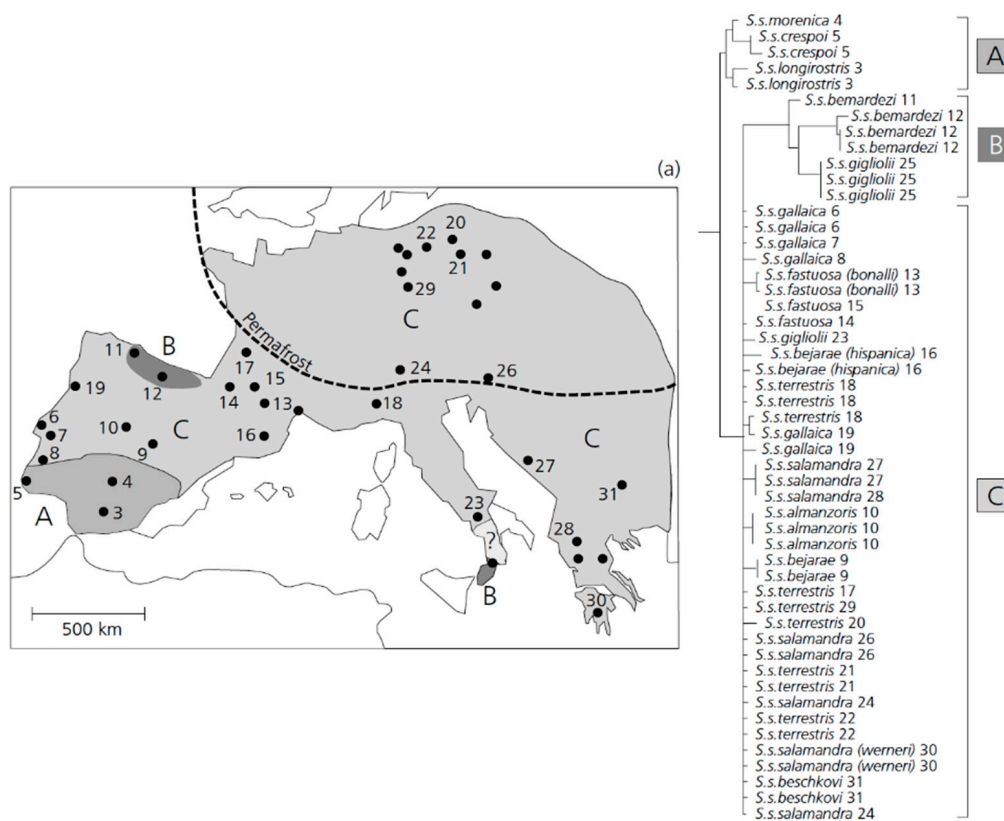 (a)
20
22
21
29
C
Permafrost
11
B
17
24
26
12
15
19
14
13
18
6
10
7
C
C
9
16
8
27
5
4
31
A
3
23
28
?
B
30
500 km
S.s.morenica 4
S.s.crespoi 5
S.s.crespoi 5
A
S.s.longirostris 3
S.s.longirostris 3
S.s.bemardezi 11
S.s.bemardezi 12
S.s.bemardezi 12
B
S.s.bemardezi 12
S.s.gigliolii 25
S.s.gigliolii 25
S.s.gigliolii 25
S.s.gallaica 6
S.s.gallaica 6
S.s.gallaica 7
S.s.gallaica 8
S.s.fastuosa (bonalli) 13
S.s.fastuosa (bonalli) 13
S.s.fastuosa 15
S.s.fastuosa 14
S.s.gigliolii 23
S.s.bejarae (hispanica) 16
S.s.bejarae (hispanica) 16
S.s.terrestris 18
S.s.terrestris 18
S.s.terrestris 18
S.s.gallaica 19
S.s.gallaica 19
S.s.salamandra 27
S.s.salamandra 27
S.s.salamandra 28
C
S.s.almanzoris 10
S.s.almanzoris 10
S.s.almanzoris 10
S.s.bejarae 9
S.s.bejarae 9
S.s.terrestris 17
S.s.terrestris 29
S.s.terrestris 20
S.s.salamandra 26
S.s.salamandra 26
S.s.terrestris 21
S.s.terrestris 21
S.s.salamandra 24
S.s.terrestris 22
S.s.terrestris 22
S.s.salamandra (werneri) 30
S.s.salamandra (werneri) 30
S.s.beschkovi 31
S.s.beschkovi 31
S.s.salamandra 24